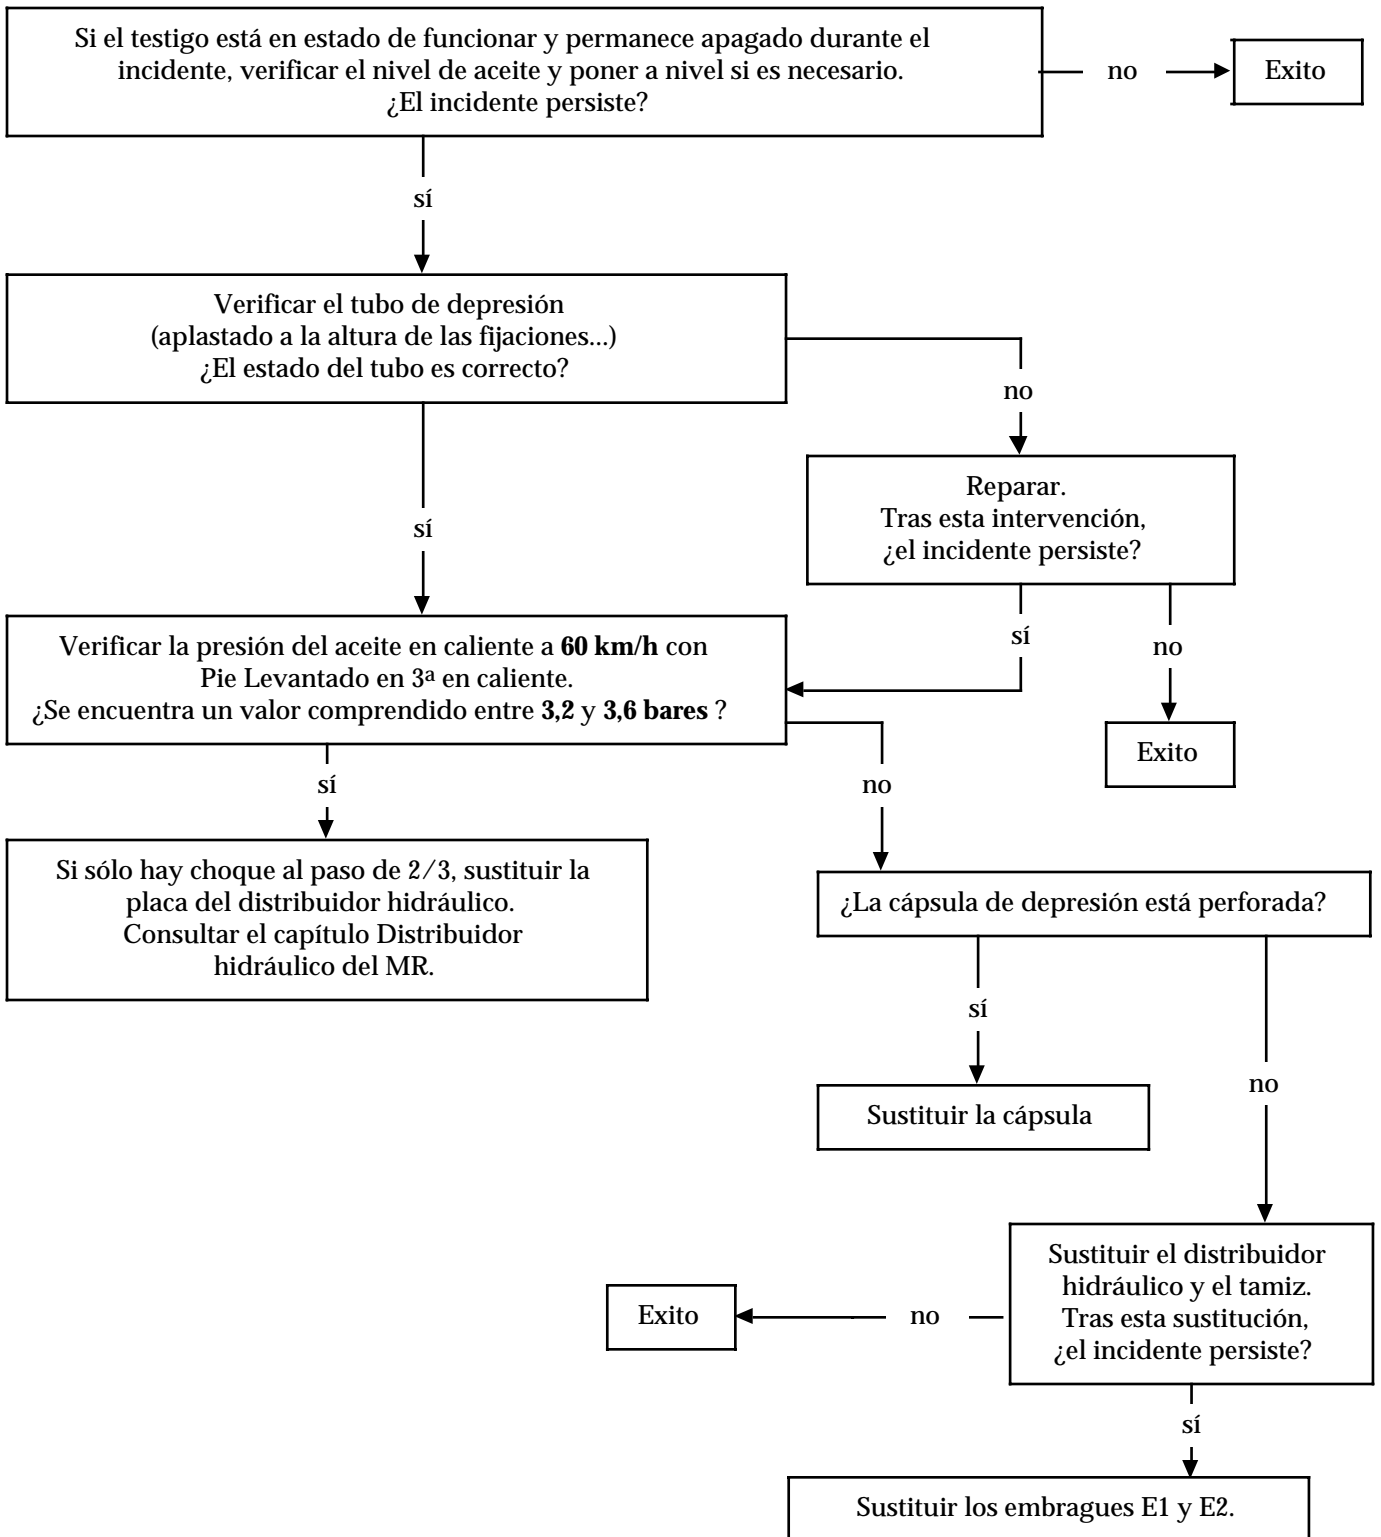 Si el testigo está en estado de funcionar y permanece apagado durante el
incidente, verificar el nivel de aceite y poner a nivel si es necesario.
¿El incidente persiste?
no
Exito
sí
Verificar el tubo de depresión
(aplastado a la altura de las fijaciones...)
¿El estado del tubo es correcto?
no
sí
Reparar.
Tras esta intervención,
¿el incidente persiste?
sí
no
Exito
Verificar la presión del aceite en caliente a 60 km/h con
Pie Levantado en 3ª en caliente.
¿Se encuentra un valor comprendido entre 3,2 y 3,6 bares ?
sí
no
Si sólo hay choque al paso de 2/3, sustituir la
placa del distribuidor hidráulico.
Consultar el capítulo Distribuidor
hidráulico del MR.
¿La cápsula de depresión está perforada?
sí
no
Sustituir la cápsula
Sustituir el distribuidor
hidráulico y el tamiz.
Tras esta sustitución,
¿el incidente persiste?
no
Exito
sí
Sustituir los embragues E1 y E2.